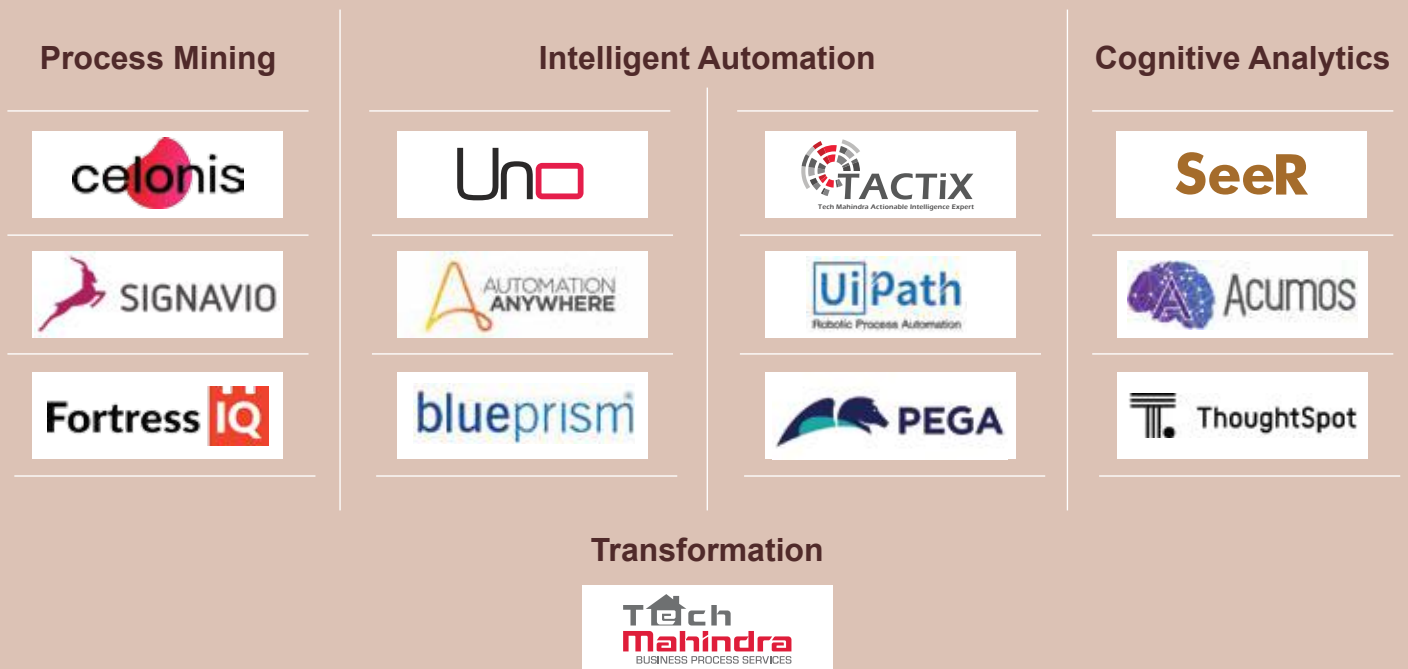 Process Mining
Intelligent Automation
Cognitive Analytics
celonis
SIGNAVIO
Fortress IQ
Uno
AUTOMATION
ANYWHERE
blueprism
TACTiX
Tech Mahindra Actionable Intelligence Expert
UiPath
Robotic Process Automation
PEGA
SeeR
Acumos
ThoughtSpot
Transformation
Tech
Mahindra
BUSINESS PROCESS SERVICES